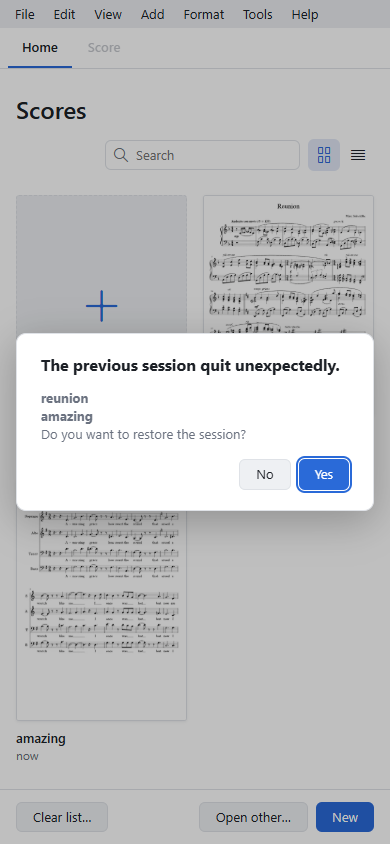 File Edit View Add Format Tools Help
Home Score
Scores
Search
Reunion
The previous session quit unexpectedly.
reunion
amazing
Do you want to restore the session?
No Yes
amazing
now
Clear list... Open other... New